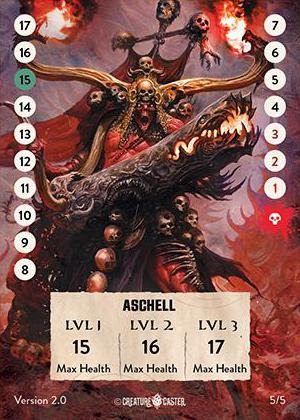 17 7
16 6
15 5
14 4
13 3
12 2
11 1
10
9
8
ASCHELL
LVL 1 LVL 2 LVL 3
15 16 17
Max Health Max Health Max Health
Version 2.0 © CREATURE CASTER. 5/5